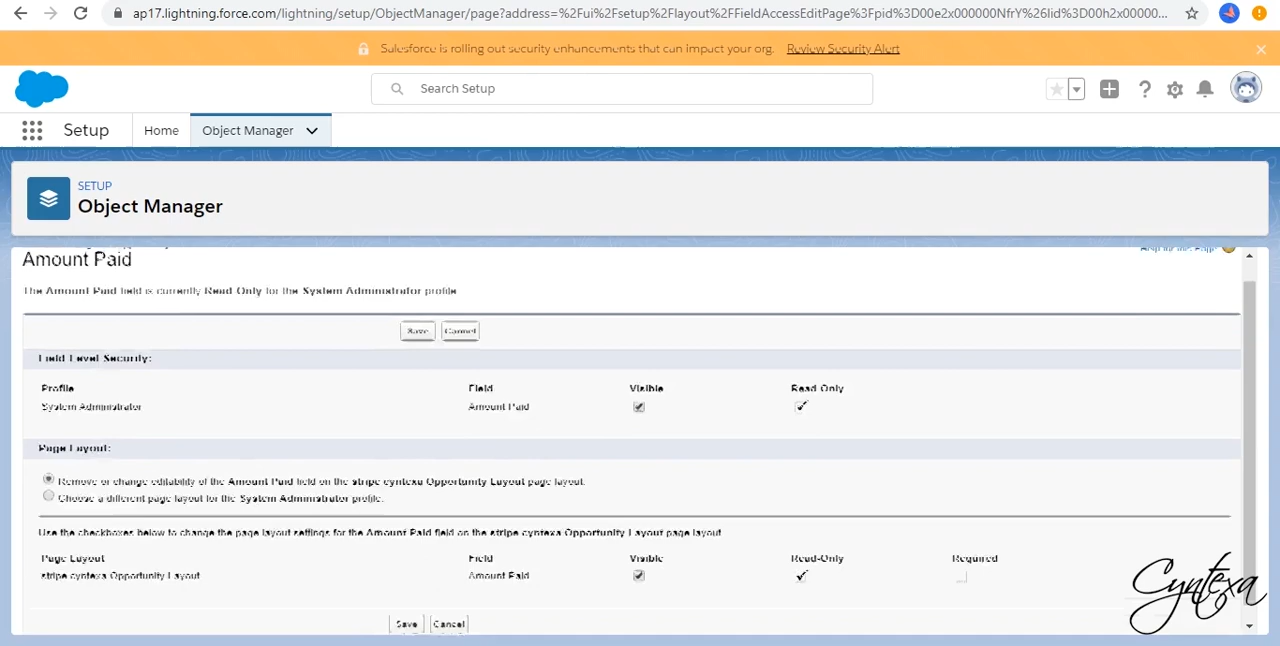 ap17.lightning.force.com/lightning/setup/ObjectManager/page?address=%2Fui%2Fsetup%2Flayout%2FFieldAccessEditPage%3Fpid%3D00e2x000000NfrY%26lid%3D00h2x00000...
Salesforce is rolling out security enhancements that can impact your org. Review Security Alert
Search Setup
Setup Home Object Manager
SETUP
Object Manager
Help for this Page
Amount Paid
The Amount Paid field is currently Read Only for the System Administrator profile
Save Cancel
Field Level Security:
Profile Field Visible Read Only
System Administrator Amount Paid
Page Layout:
Remove or change editability of the Amount Paid field on the stripe cyntexa Opportunity Layout page layout.
Choose a different page layout for the System Administrator profile.
Use the checkboxes below to change the page layout settings for the Amount Paid field on the stripe cyntexa Opportunity Layout page layout
Page Layout Field Visible Read-Only Required
stripe cyntexa Opportunity Layout Amount Paid
Save Cancel
Cyntexa